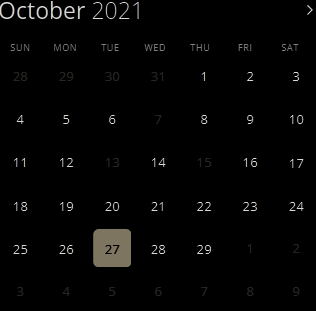 October 2021
SUN MON TUE WED THU FRI SAT
28 29 30 31 1 2 3
4 5 6 7 8 9 10
11 12 13 14 15 16 17
18 19 20 21 22 23 24
25 26 27 28 29 1 2
3 4 5 6 7 8 9